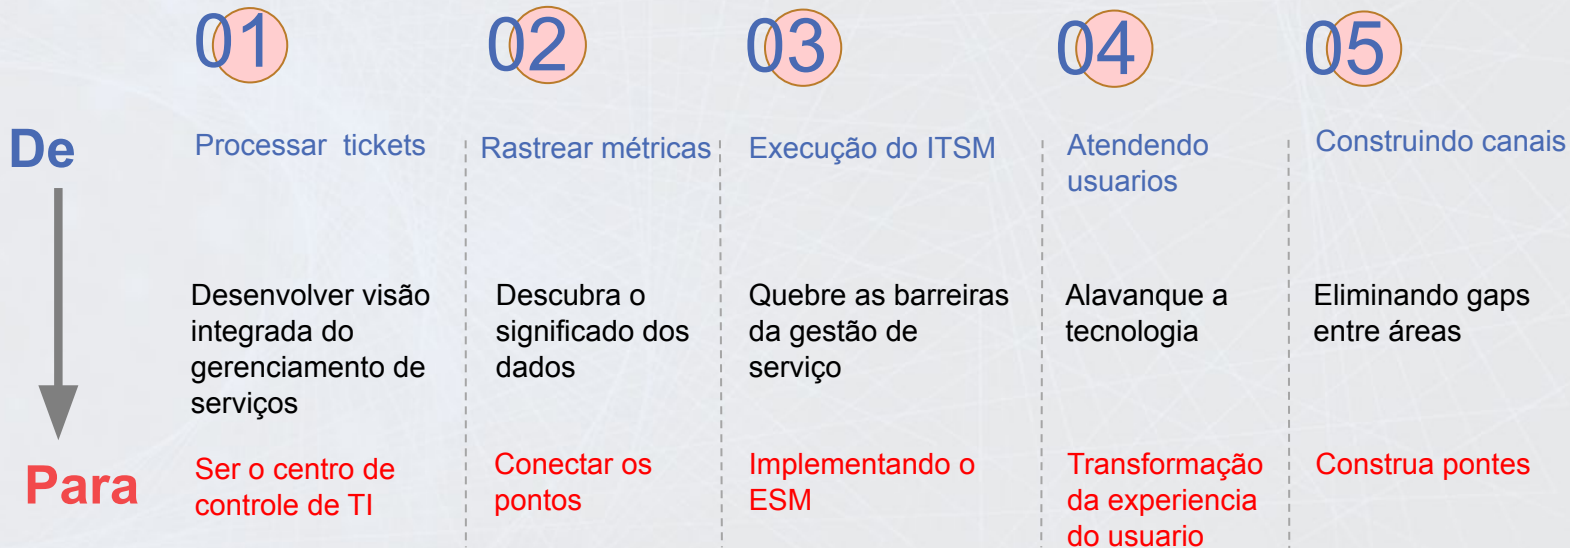 01
02
03
04
05
De
Processar tickets
Rastrear métricas
Execução do ITSM
Atendendo
usuarios
Construindo canais
Desenvolver visão
integrada do
gerenciamento de
serviços
Descubra o
significado dos
dados
Quebre as barreiras
da gestão de
serviço
Alavanque a
tecnologia
Eliminando gaps
entre áreas
Para
Ser o centro de
controle de TI
Conectar os
pontos
Implementando o
ESM
Transformação
da experiencia
do usuario
Construa pontes